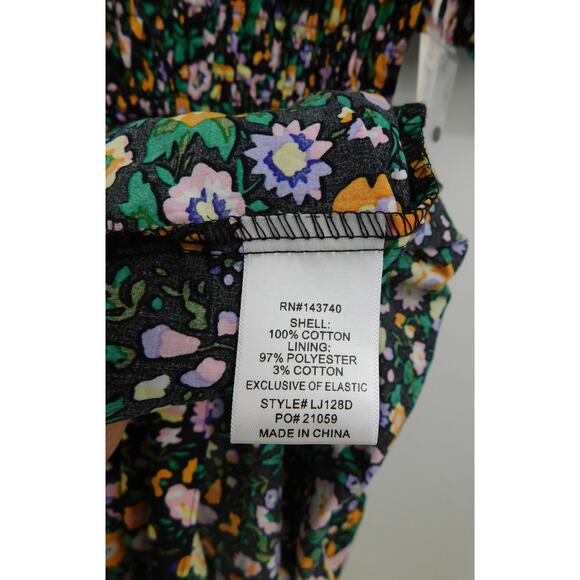 RN#143740
SHELL:
100% COTTON
LINING:
97% POLYESTER
3% COTTON
EXCLUSIVE OF ELASTIC
STYLE# LJ128D
PO# 21059
MADE IN CHINA